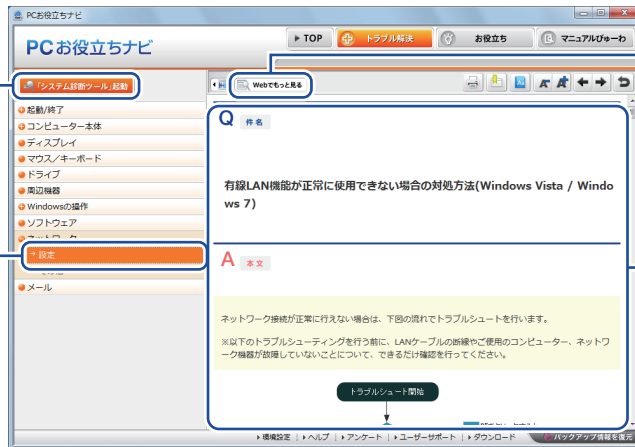 PCお役立ちナビ
PCお役立ちナビ
TOP
トラブル解決
お役立ち
マニュアルびゅーわ
「システム診断ツール」起動
Webでもっと見る
起動/終了
コンピューター本体
ディスプレイ
マウス/キーボード
ドライブ
周辺機器
Windowsの操作
ソフトウェア
ネットワーク
設定
メール
Q 件名
有線LAN機能が正常に使用できない場合の対処方法(Windows Vista / Windo
ws 7)
A 本文
ネットワーク接続が正常に行えない場合は、下図の流れでトラブルシュートを行います。
※以下のトラブルシューティングを行う前に、LANケーブルの断線やご使用のコンピューター、ネットワ
ーク機器が故障していないことについて、できるだけ確認を行ってください。
トラブルシュート開始
環境設定 | ヘルプ | アンケート | ユーザーサポート | ダウンロード
バックアップ情報を復元